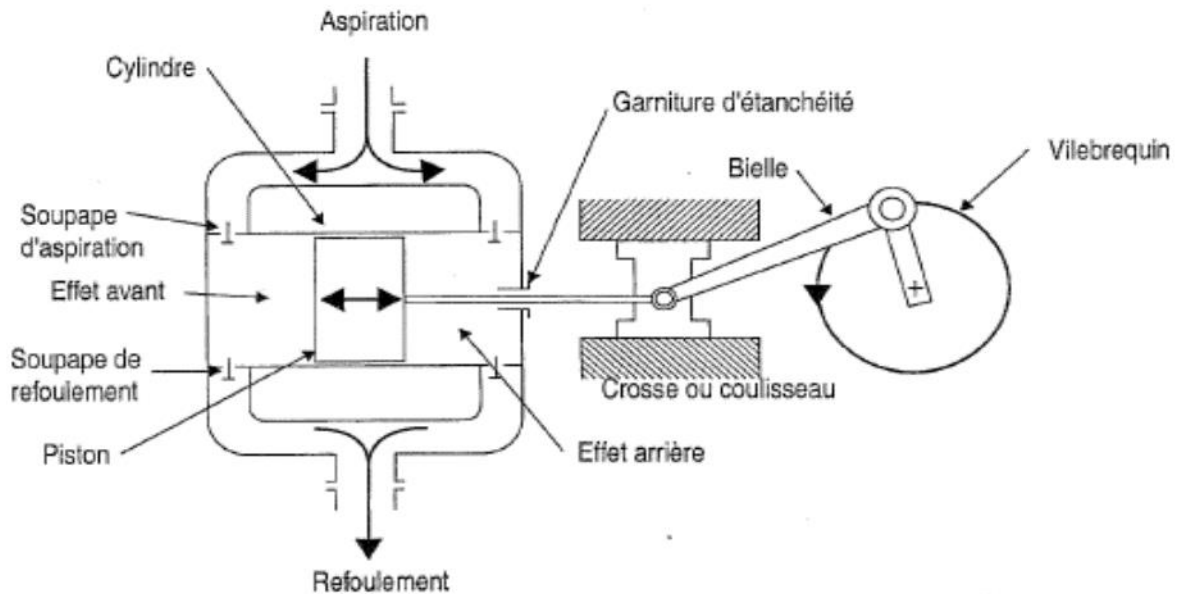 Aspiration
Cylindre
Garniture d'étanchéité
Vilebrequin
Bielle
Soupape
d'aspiration
Effet avant
Soupape de
refoulement
Crosse ou coulisseau
Piston
Effet arrière
Refoulement